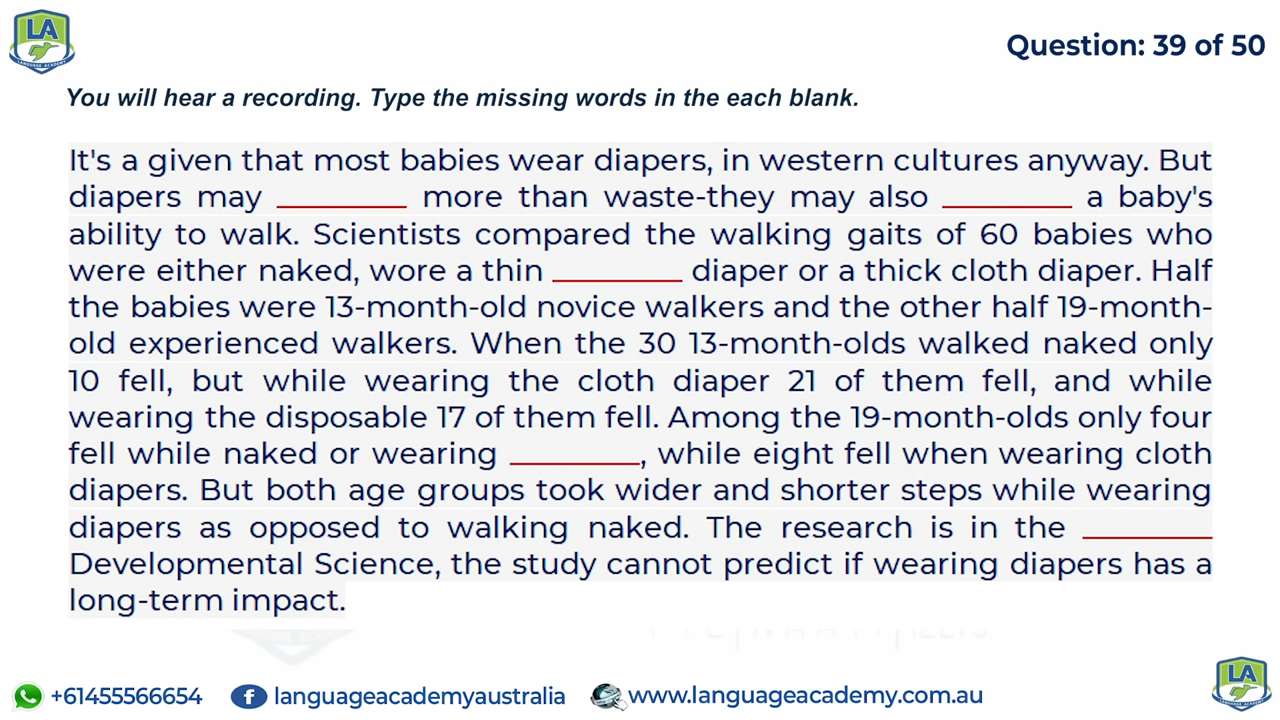 LA
LANGUAGE ACADEMY
Question: 39 of 50
You will hear a recording. Type the missing words in the each blank.
It's a given that most babies wear diapers, in western cultures anyway. But
diapers may ________ more than waste-they may also ________ a baby's
ability to walk. Scientists compared the walking gaits of 60 babies who
were either naked, wore a thin ________ diaper or a thick cloth diaper. Half
the babies were 13-month-old novice walkers and the other half 19-month-
old experienced walkers. When the 30 13-month-olds walked naked only
10 fell, but while wearing the cloth diaper 21 of them fell, and while
wearing the disposable 17 of them fell. Among the 19-month-olds only four
fell while naked or wearing ________, while eight fell when wearing cloth
diapers. But both age groups took wider and shorter steps while wearing
diapers as opposed to walking naked. The research is in the ________
Developmental Science, the study cannot predict if wearing diapers has a
long-term impact.
+61455566654 languageacademyaustralia www.languageacademy.com.au
LA